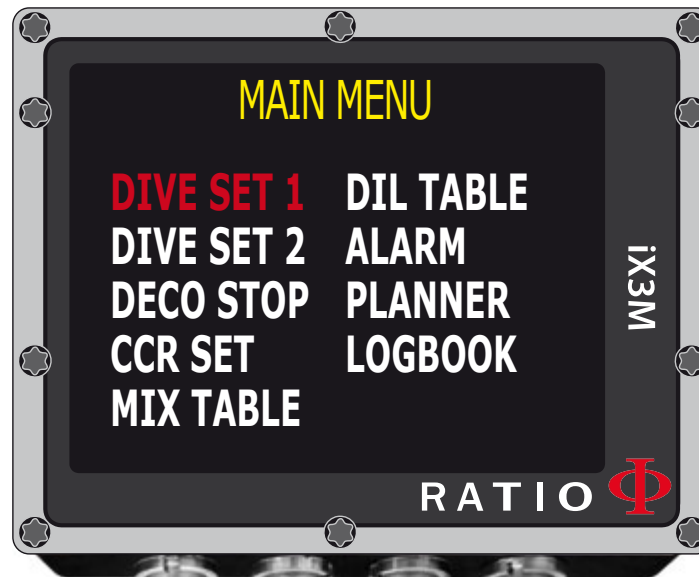 MAIN MENU
DIVE SET 1
DIVE SET 2
DECO STOP
CCR SET
MIX TABLE
DIL TABLE
ALARM
PLANNER
LOGBOOK
iX3M
RATIO